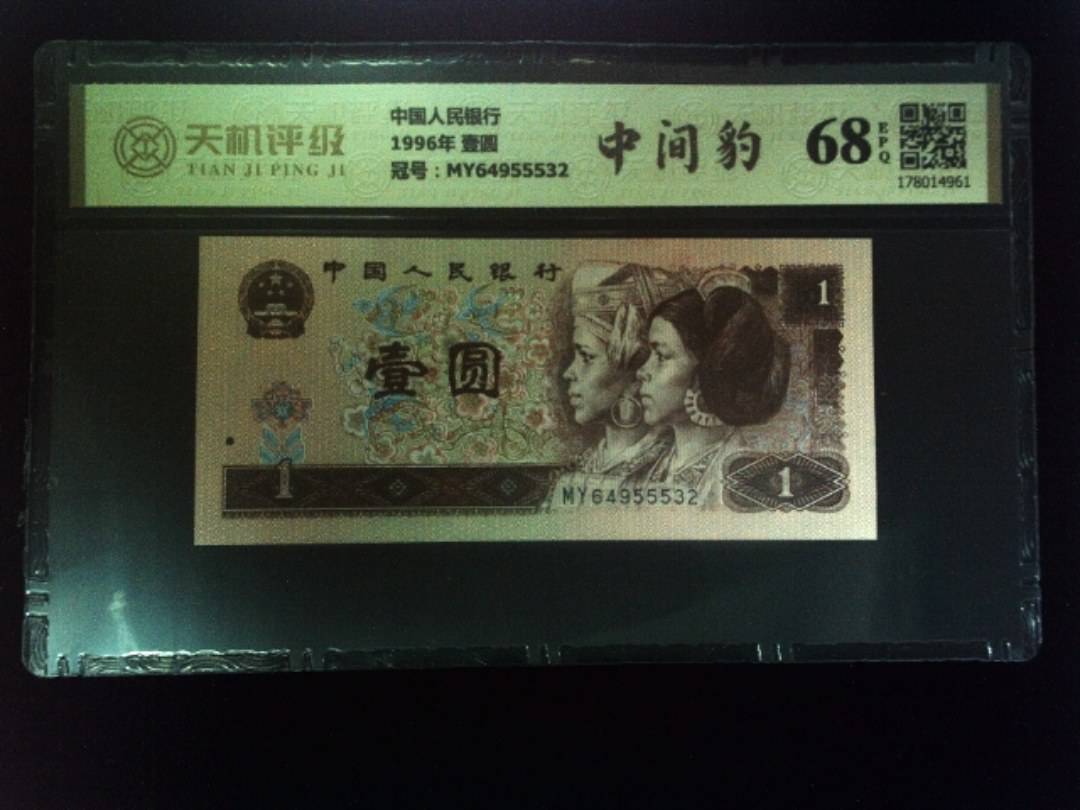 天机评级
TIAN JI PING JI
中国人民银行
1996年 壹圆
冠号：MY64955532
中间豹
68
EPQ
178014961
中国人民银行
1
壹圆
1
MY64955532
1